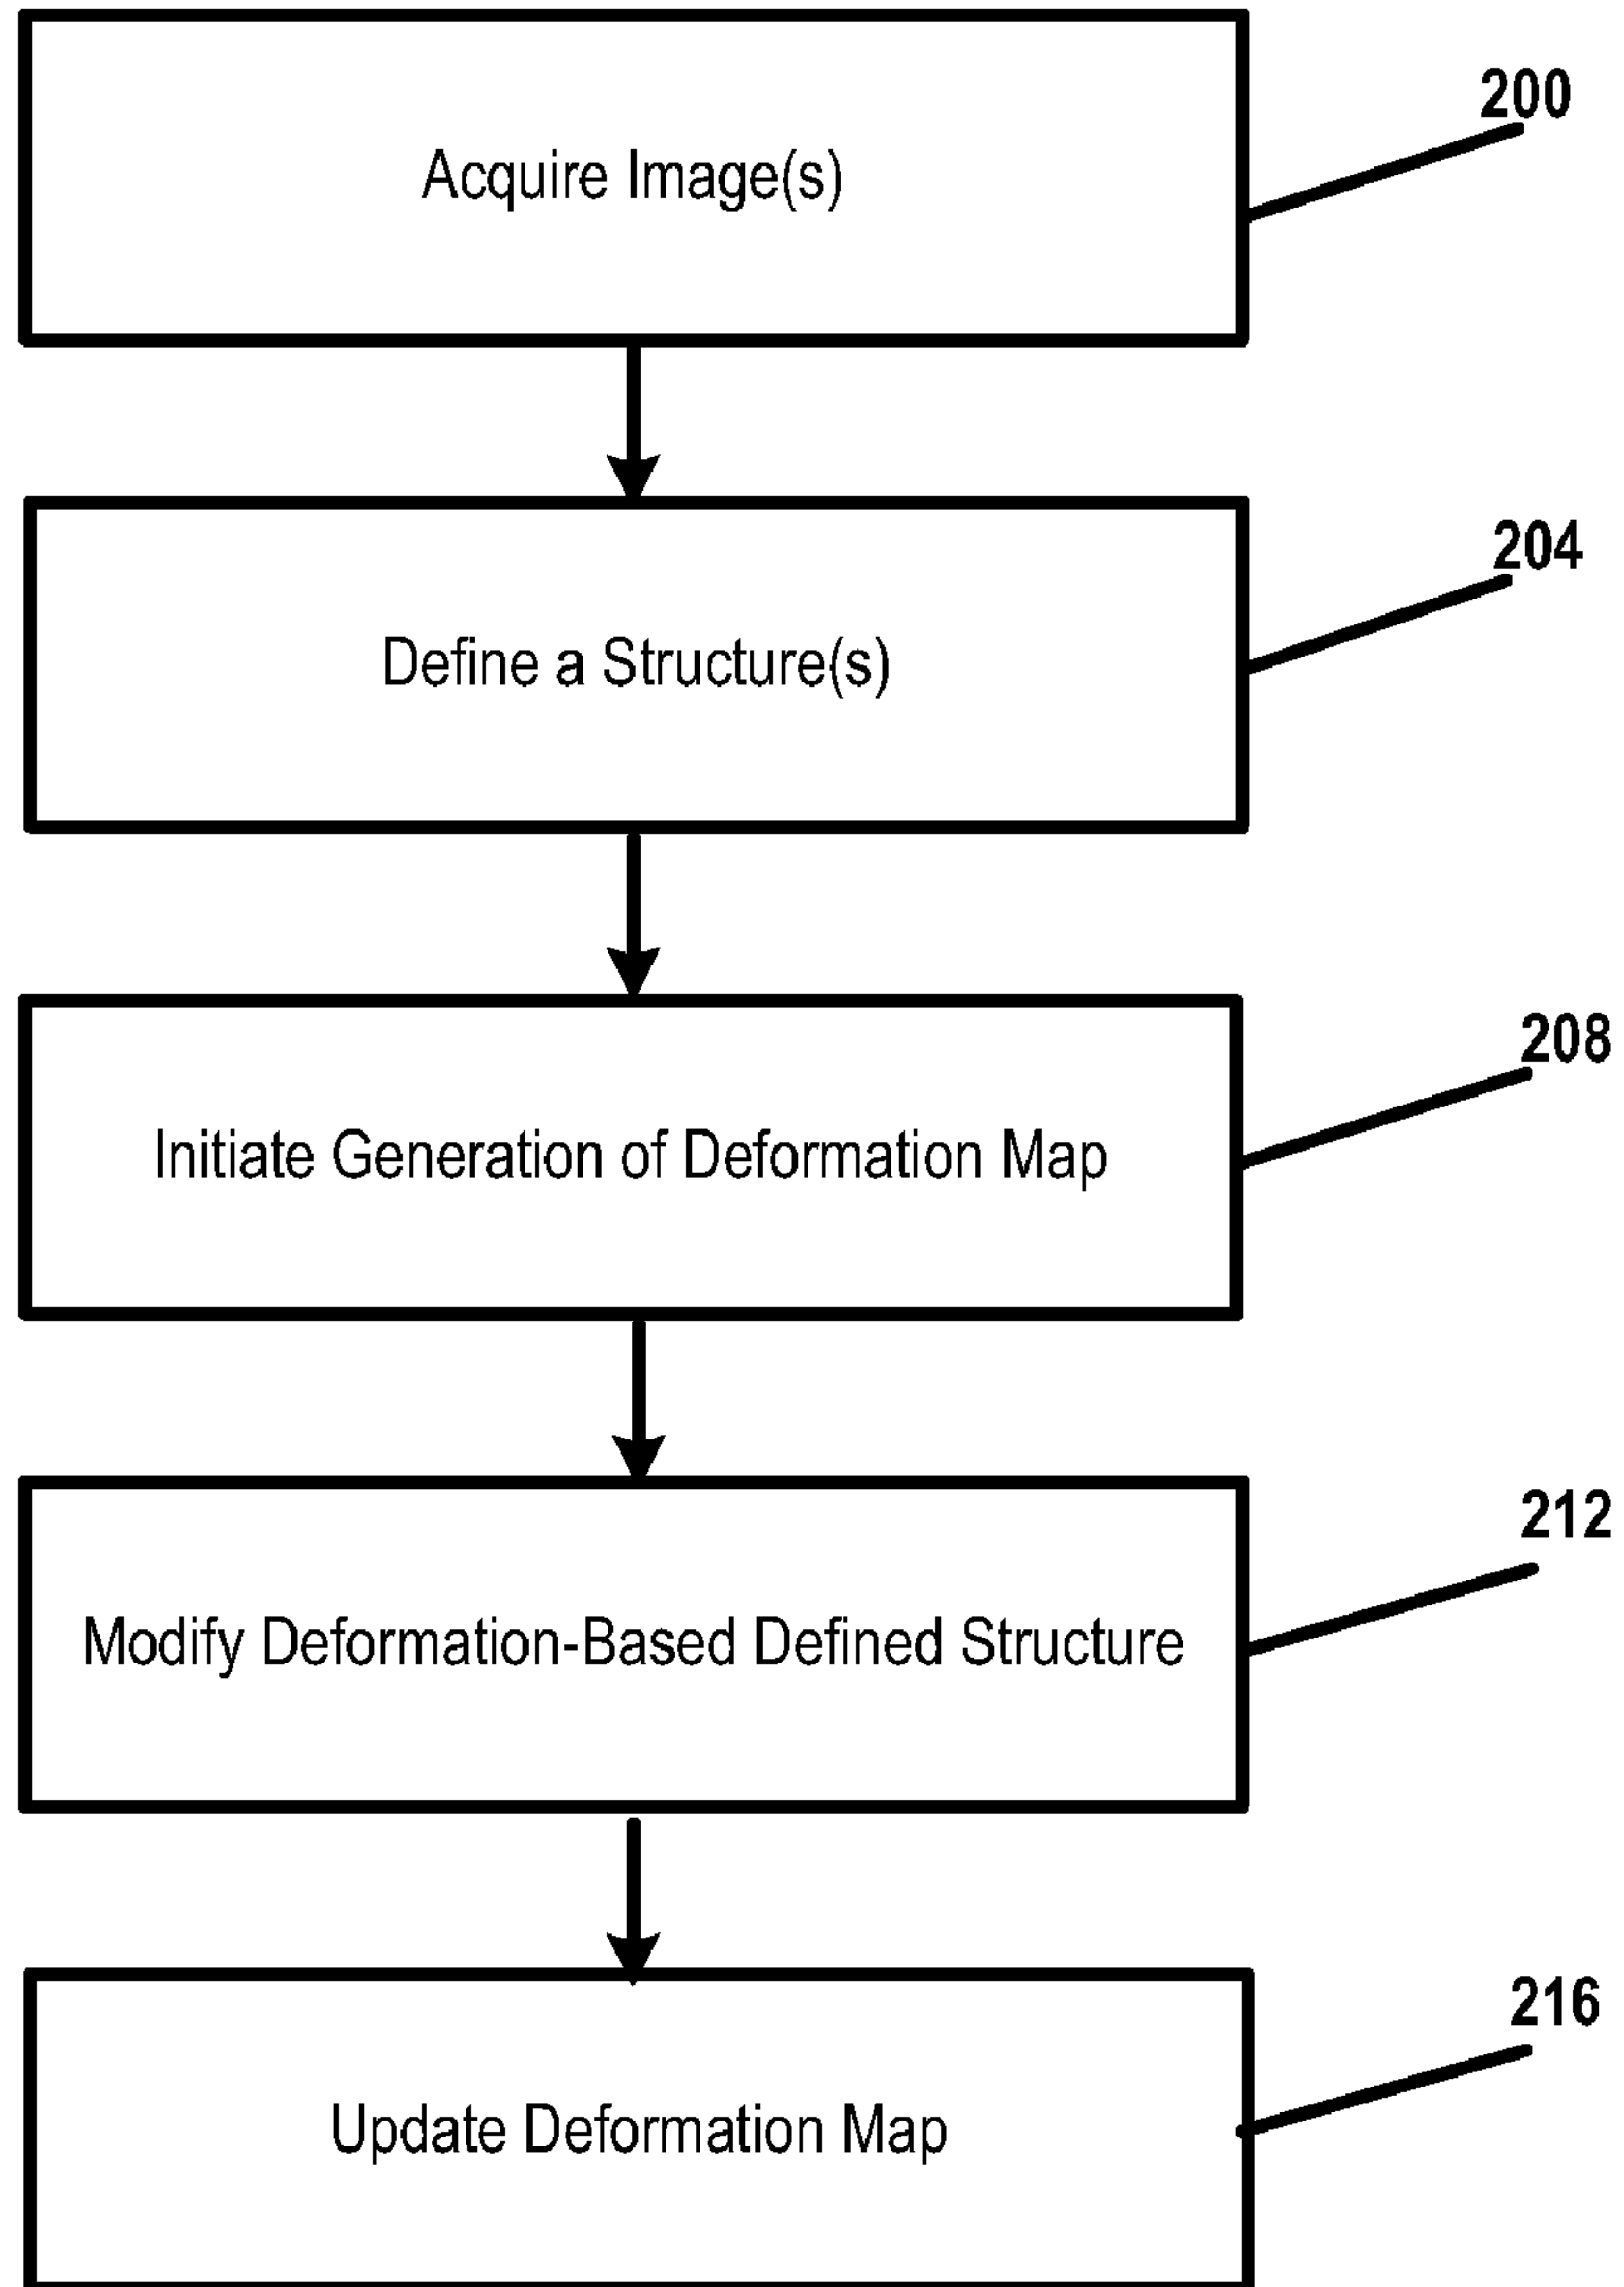 Acquire Image(s)
200
Define a Structure(s)
204
Initiate Generation of Deformation Map
208
Modify Deformation-Based Defined Structure
212
Update Deformation Map
216